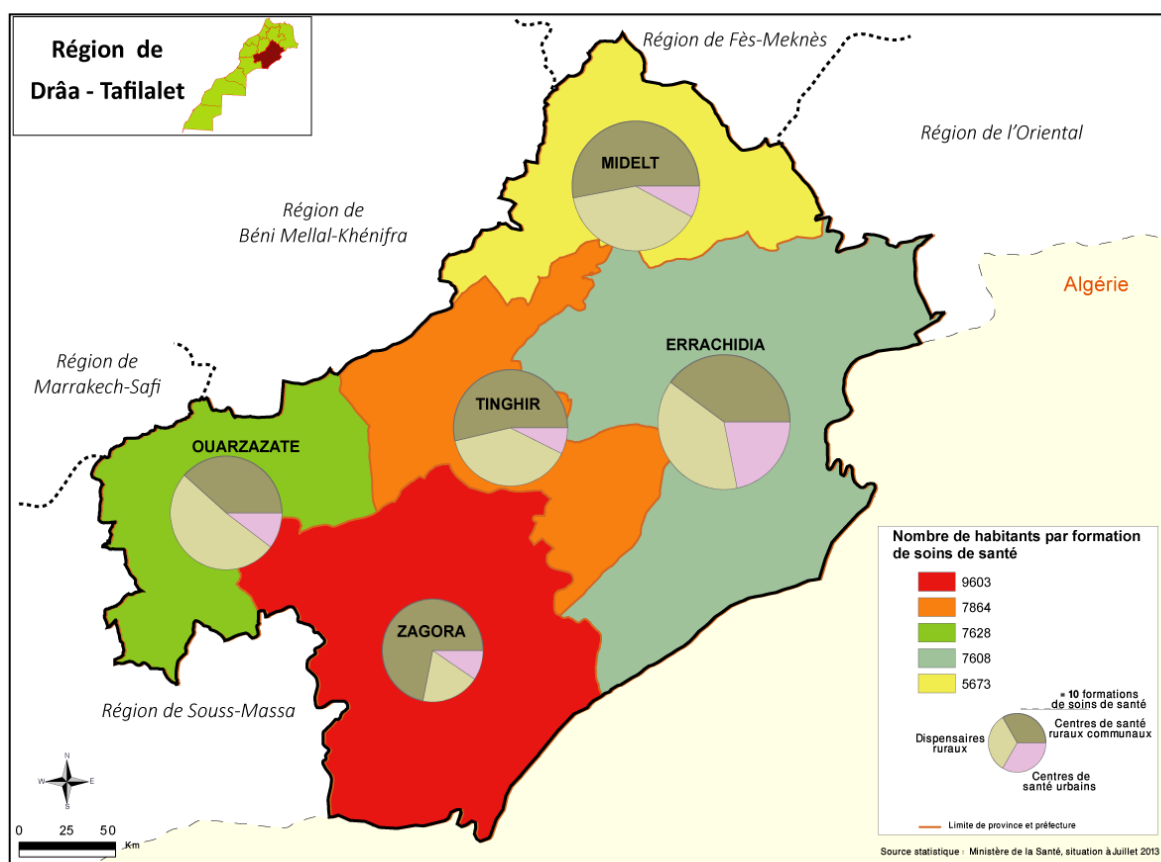 Région de
Drâa - Tafilalet
Région de Fès-Meknès
Région de l'Oriental
MIDELT
Région de
Béni Mellal-Khénifra
Algérie
ERRACHIDIA
Région de
Marrakech-Safi
TINGHIR
OUARZAZATE
ZAGORA
Région de Souss-Massa
Nombre de habitants par formation
de soins de santé
9603
7864
7628
7608
5673
= 10 formations
de soins de santé
Centres de santé
ruraux communaux
Dispensaires
ruraux
Centres de
santé urbains
Limite de province et préfecture
N
W E
S
0 25 50
Km
Source statistique : Ministère de la Santé, situation à Juillet 2013